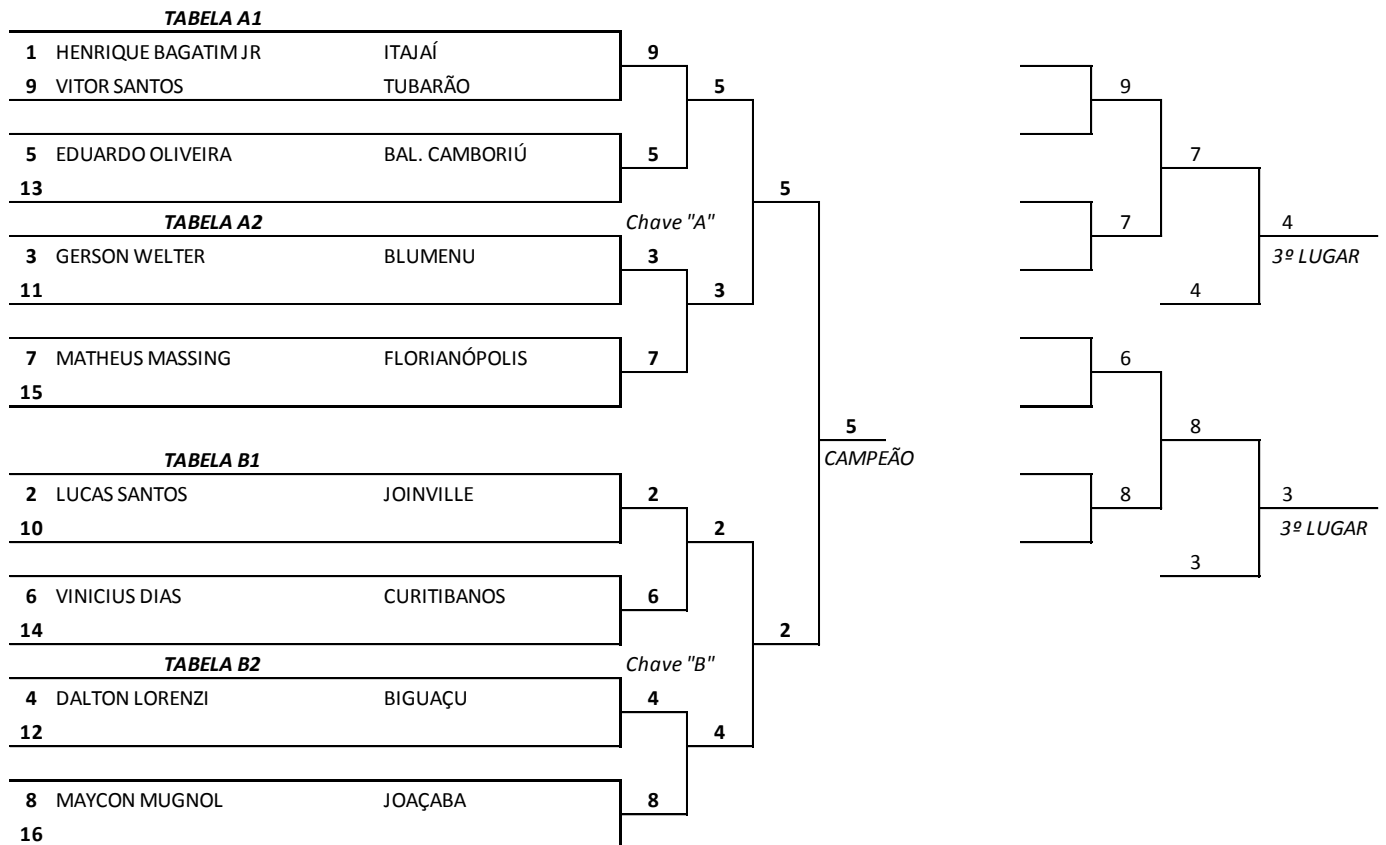 TABELA A1
1 HENRIQUE BAGATIM JR ITAJAÍ 9
9 VITOR SANTOS TUBARÃO 5 9
5 EDUARDO OLIVEIRA BAL. CAMBORIÚ 5 7
13 5
TABELA A2 Chave "A" 7 4
3 GERSON WELTER BLUMENU 3 3º LUGAR
11 3 4
7 MATHEUS MASSING FLORIANÓPOLIS 7 6
15
5 8
TABELA B1 CAMPEÃO
2 LUCAS SANTOS JOINVILLE 2 8 3
10 2 3º LUGAR
3
6 VINICIUS DIAS CURITIBANOS 6
14 2
TABELA B2 Chave "B"
4 DALTON LORENZI BIGUAÇU 4
12 4
8 MAYCON MUGNOL JOAÇABA 8
16